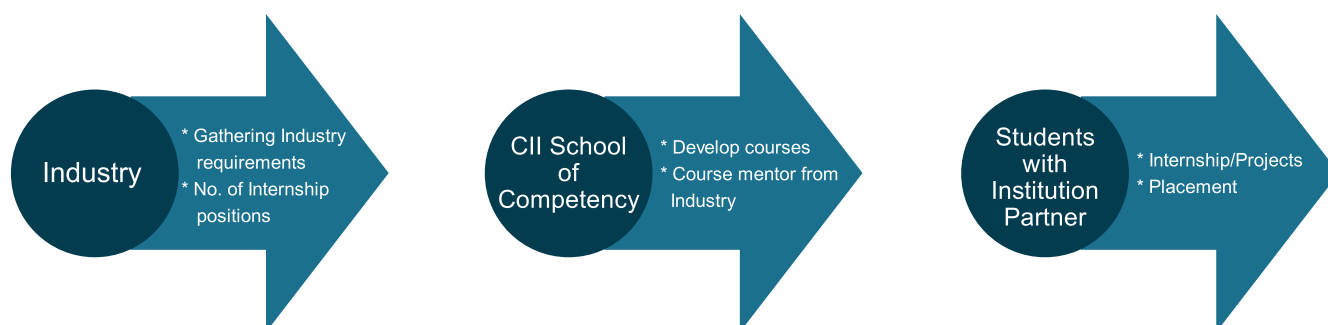 Industry
* Gathering Industry
requirements
* No. of Internship
positions
CII School
of
Competency
* Develop courses
* Course mentor from
Industry
Students
with
Institution
Partner
* Internship/Projects
* Placement